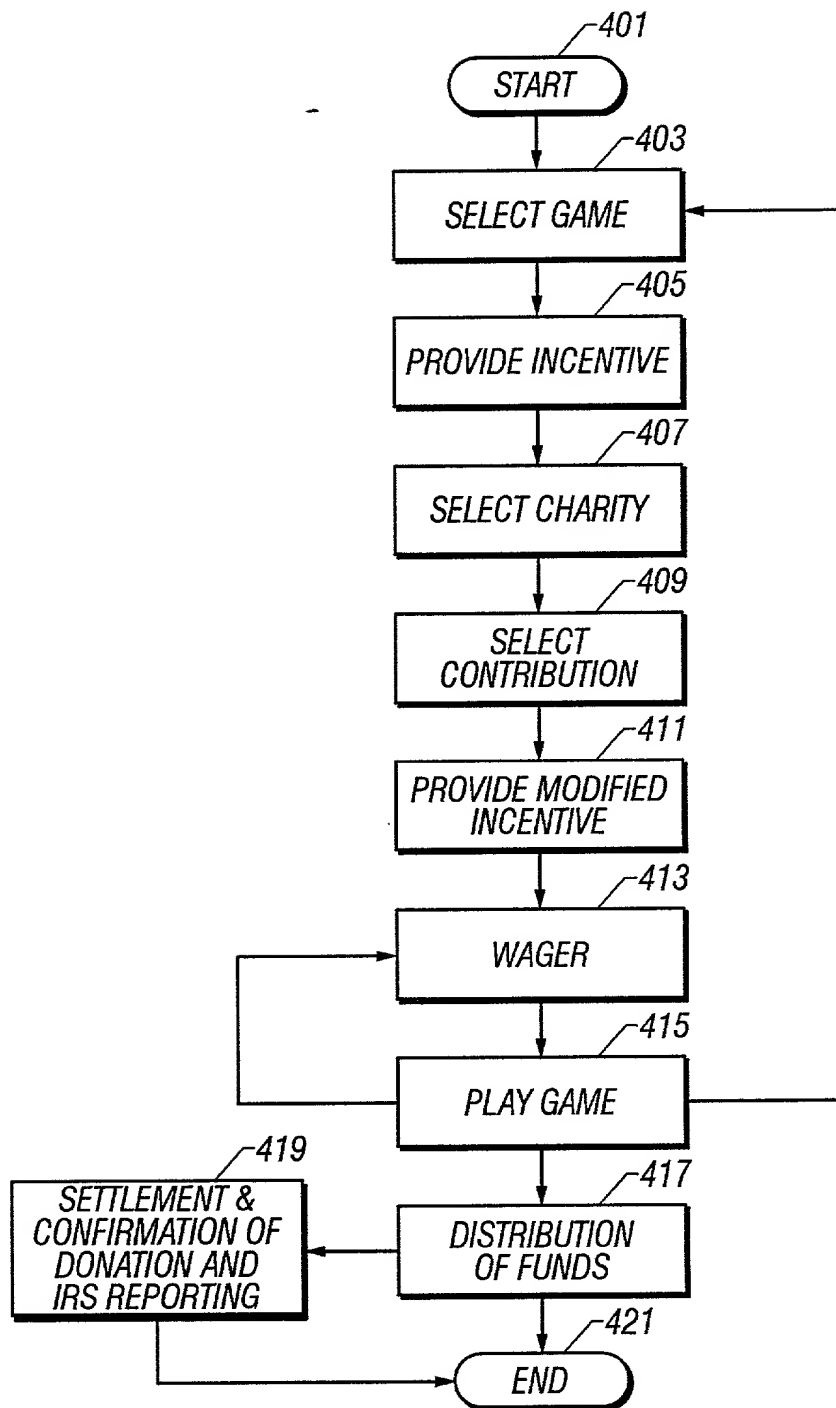 401
START
403
SELECT GAME
405
PROVIDE INCENTIVE
407
SELECT CHARITY
409
SELECT
CONTRIBUTION
411
PROVIDE MODIFIED
INCENTIVE
413
WAGER
415
PLAY GAME
417
DISTRIBUTION
OF FUNDS
419
SETTLEMENT &
CONFIRMATION OF
DONATION AND
IRS REPORTING
421
END